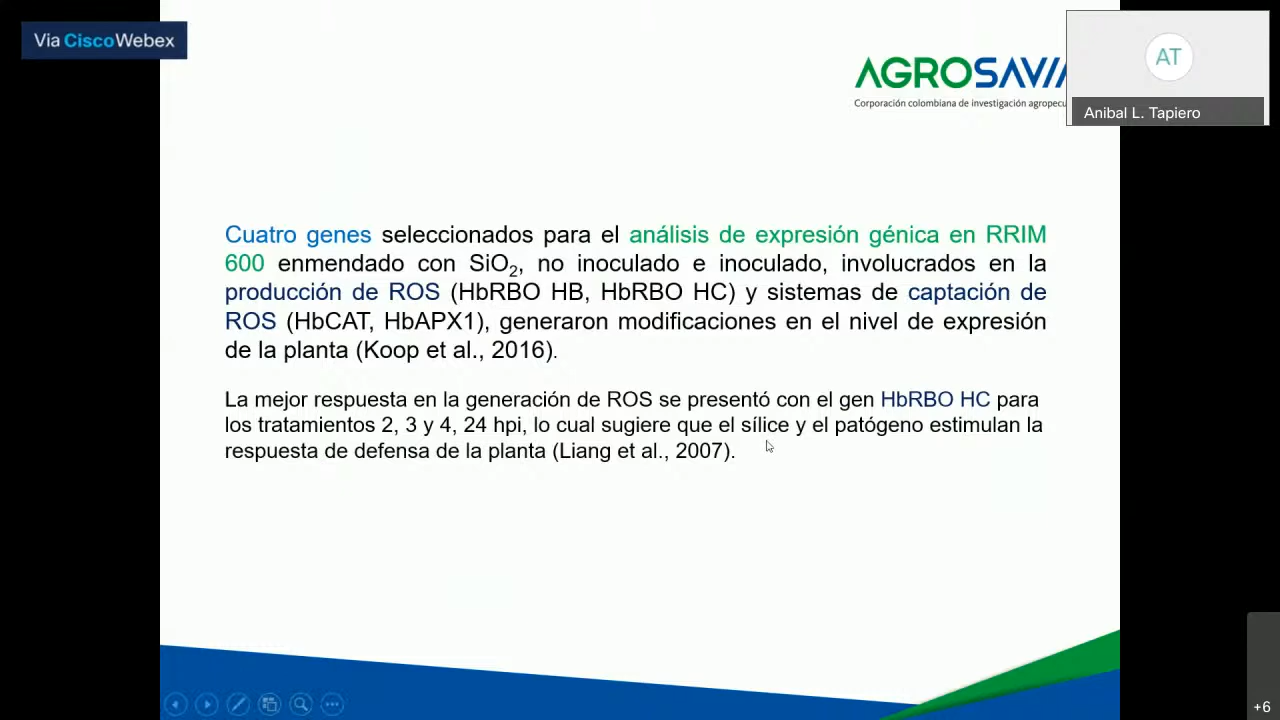 Via CiscoWebex
AGROSAVIA
Corporación colombiana de investigación agropecu
AT
Anibal L. Tapiero
Cuatro genes seleccionados para el análisis de expresión génica en RRIM
600 enmendado con SiO₂, no inoculado e inoculado, involucrados en la
producción de ROS (HbRBO HB, HbRBO HC) y sistemas de captación de
ROS (HbCAT, HbAPX1), generaron modificaciones en el nivel de expresión
de la planta (Koop et al., 2016).
La mejor respuesta en la generación de ROS se presentó con el gen HbRBO HC para
los tratamientos 2, 3 y 4, 24 hpi, lo cual sugiere que el sílice y el patógeno estimulan la
respuesta de defensa de la planta (Liang et al., 2007).
+6